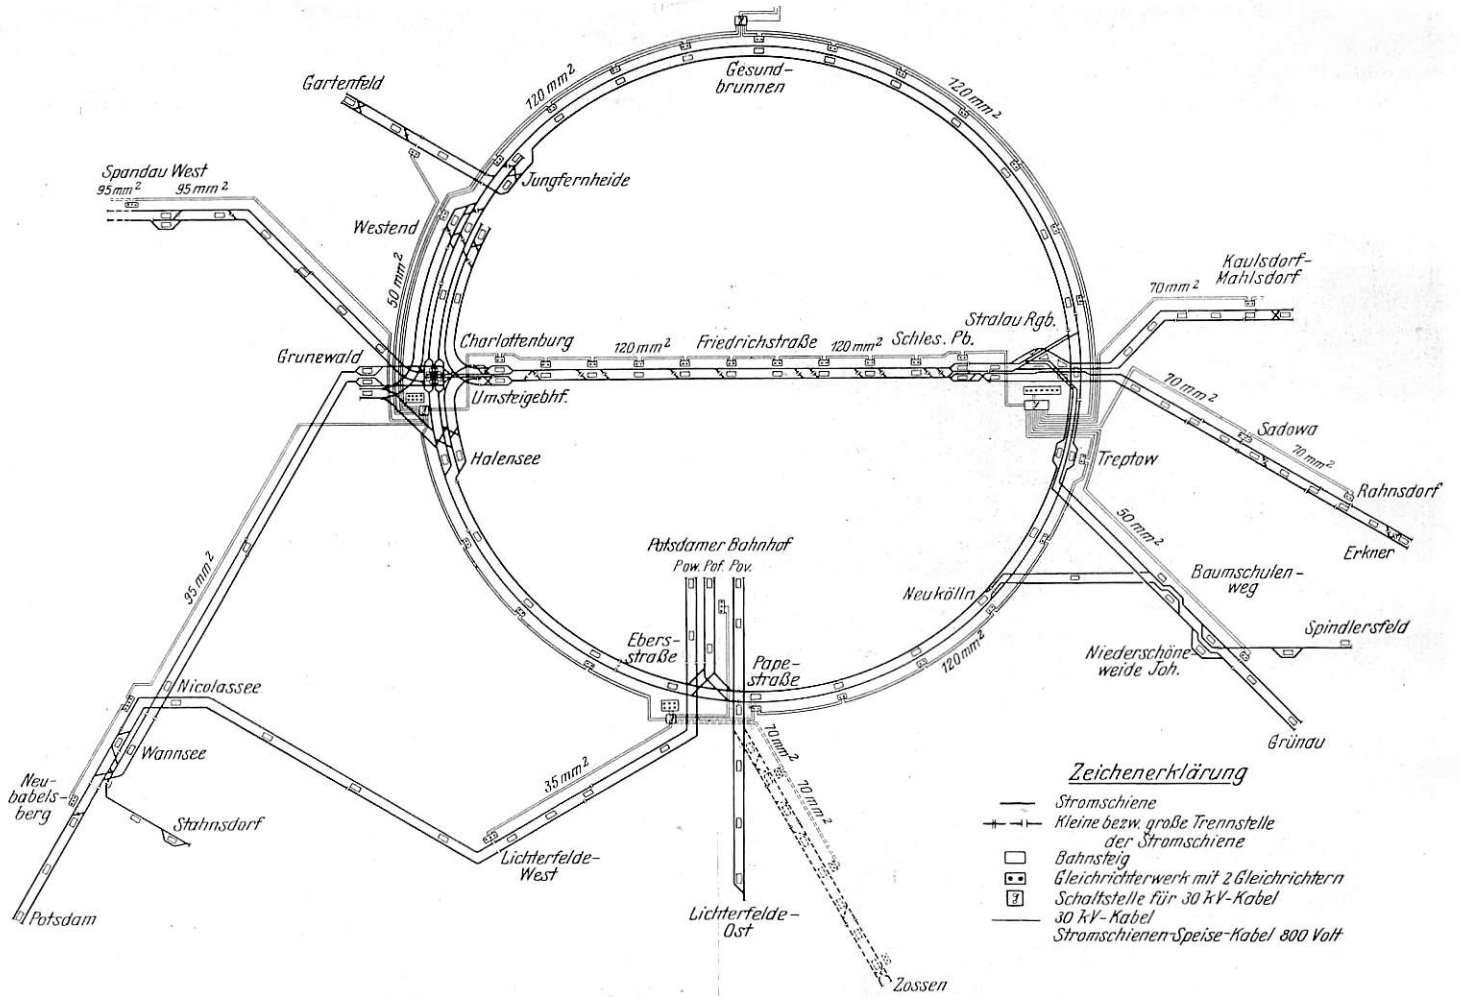 Gesund-
brunnen
120 mm²
120 mm²
Gartenfeld
Jungfernheide
Spandau West
95 mm² 95 mm²
Westend
50 mm²
Grunewald
Charlottenburg
120 mm²
Friedrichstraße
120 mm²
Schles. Pb.
Stralau Rgb.
Umsteigebhf.
Halensee
Kaulsdorf-
Mahlsdorf
70 mm²
70 mm²
Sadowa
70 mm²
Rahnsdorf
Erkner
Treptow
50 mm²
Baumschulen-
weg
Neukölln
120 mm²
Niederschöne-
weide Joh.
Spindlersfeld
Grünau
Potsdamer Bahnhof
Pow. Pof. Pov.
Ebers-
straße
Pape-
straße
95 mm²
Nicolassee
Wannsee
Neu-
babels-
berg
Stahnsdorf
Potsdam
35 mm²
Lichterfelde-
West
Lichterfelde-
Ost
70 mm²
70 mm²
Zossen
Zeichenerklärung
Stromschiene
Kleine bezw. große Trennstelle
der Stromschiene
Bahnsteig
Gleichrichterwerk mit 2 Gleichrichtern
Schaltstelle für 30 kV-Kabel
30 kV-Kabel
Stromschienen-Speise-Kabel 800 Volt